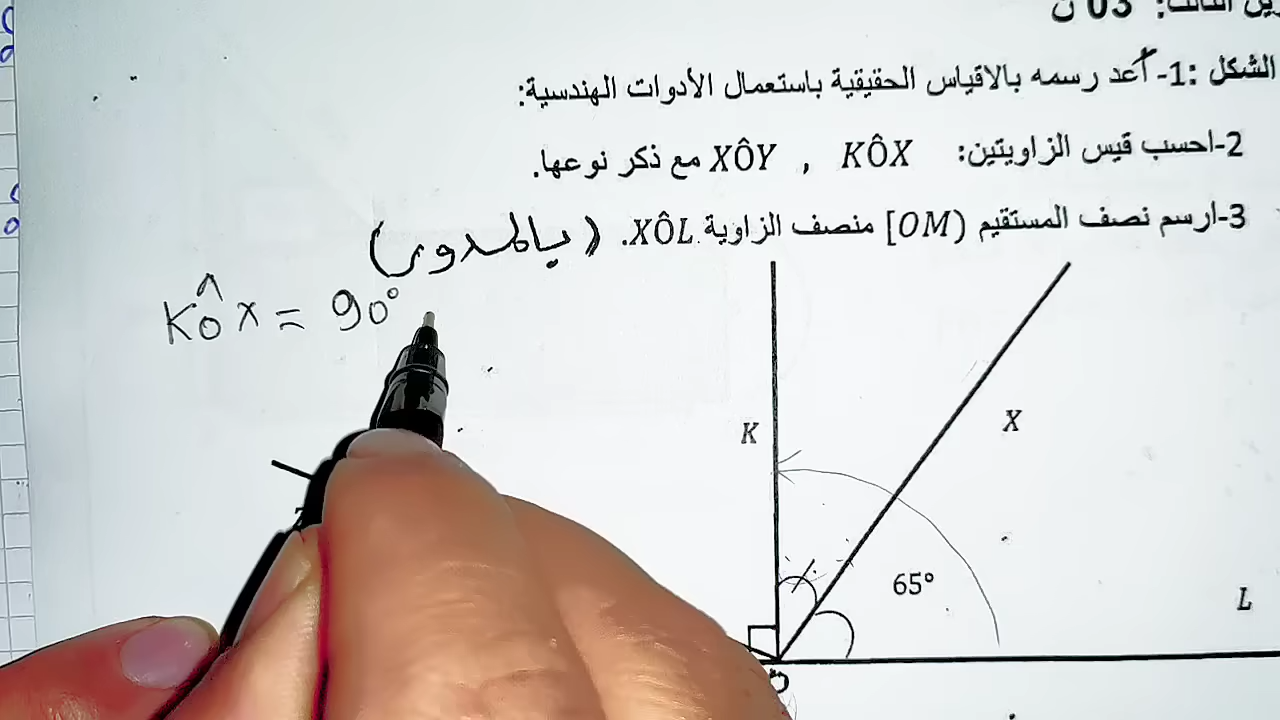 الشكل :1- أعد رسمه بالاقياس الحقيقية باستعمال الأدوات الهندسية:
2-احسب قيس الزاويتين: KÔX , XÔY مع ذكر نوعها.
3-ارسم نصف المستقيم [OM) منصف الزاوية XÔL. (بالمدور)
KÔX = 90°
K
X
65°
L
O